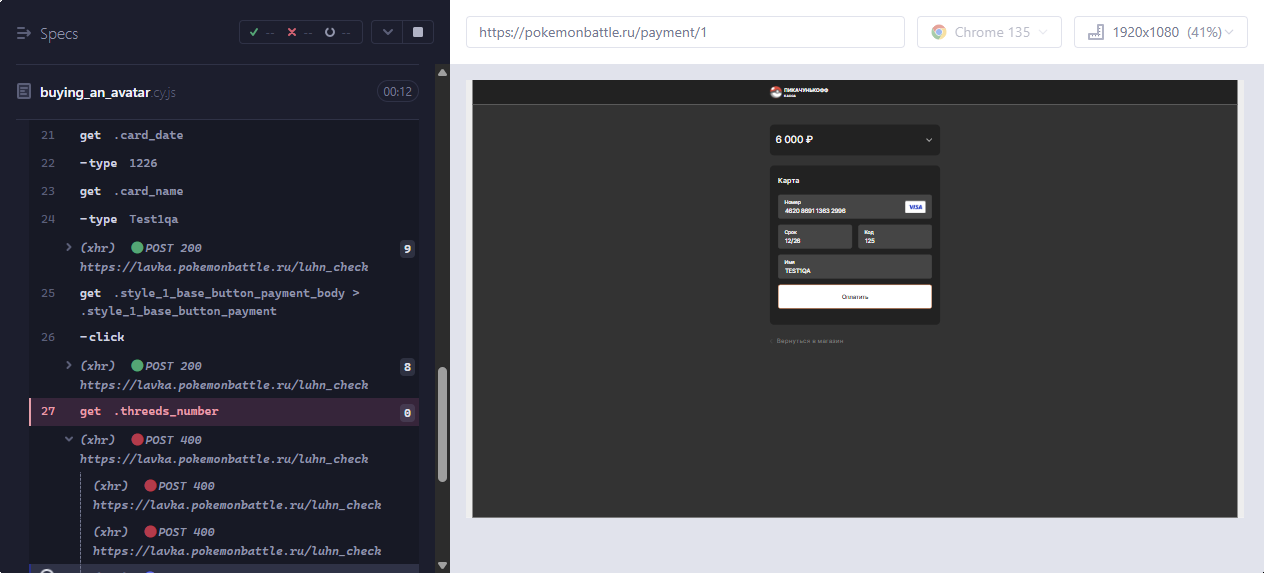 Specs
-- -- --
buying_an_avatar.cy.js 00:12
21 get .card_date
22 -type 1226
23 get .card_name
24 -type Test1qa
(xhr) POST 200 9
https://lavka.pokemonbattle.ru/luhn_check
25 get .style_1_base_button_payment_body >
.style_1_base_button_payment
26 -click
(xhr) POST 200 8
https://lavka.pokemonbattle.ru/luhn_check
27 get .threeds_number 0
(xhr) POST 400
https://lavka.pokemonbattle.ru/luhn_check
(xhr) POST 400
https://lavka.pokemonbattle.ru/luhn_check
(xhr) POST 400
https://lavka.pokemonbattle.ru/luhn_check
https://pokemonbattle.ru/payment/1
Chrome 135
1920x1080 (41%)
ПИКАЧУНЬКОФФ
КАССА
6 000 ₽
Карта
Номер
4620 8691 1363 2996
VISA
Срок
12/26
Код
125
Имя
TEST1QA
Оплатить
Вернуться в магазин